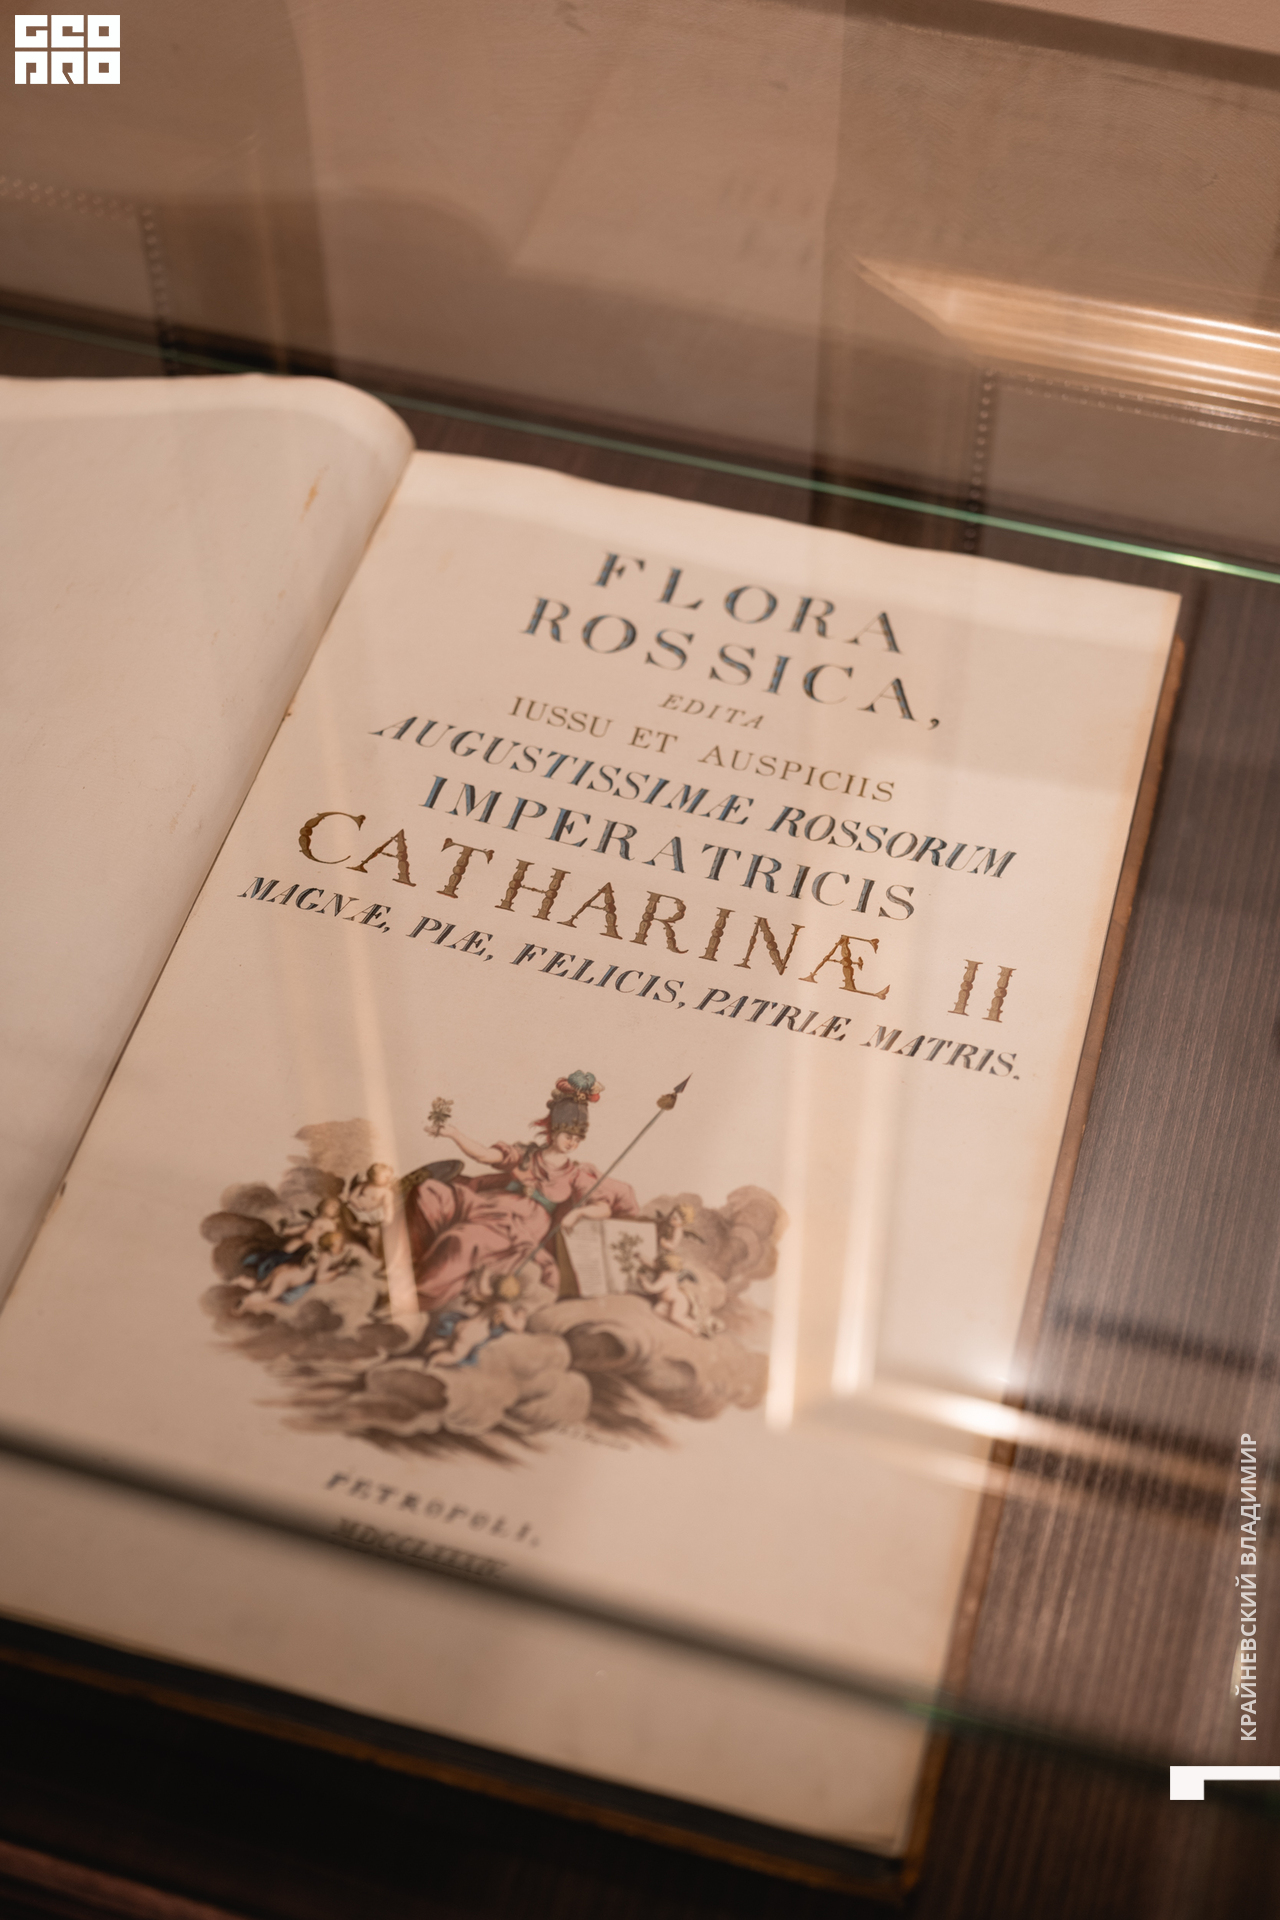 GEO
PRO
FLORA
ROSSICA,
EDITA
IUSSU ET AUSPICIIS
AUGUSTISSIMÆ ROSSORUM
IMPERATRICIS
CATHARINÆ II
MAGNÆ, PIÆ, FELICIS, PATRIÆ MATRIS.
PETROPOLI,
КРАЙНЕВСКИЙ ВЛАДИМИР